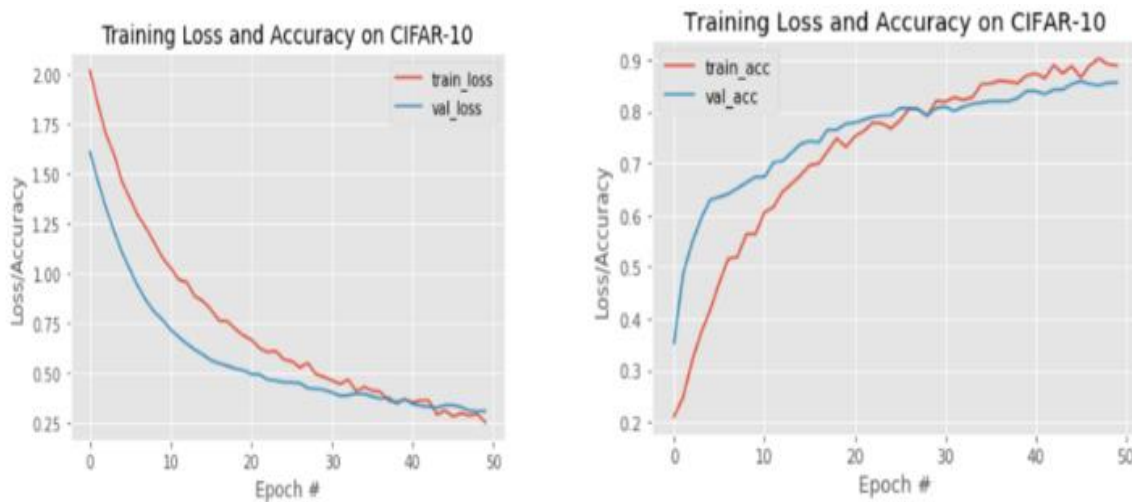 Training Loss and Accuracy on CIFAR-10
2.00
1.75
1.50
1.25
1.00
0.75
0.50
0.25
Loss/Accuracy
train_loss
val_loss
0 10 20 30 40 50
Epoch #
Training Loss and Accuracy on CIFAR-10
0.9
0.8
0.7
0.6
0.5
0.4
0.3
0.2
Loss/Accuracy
train_acc
val_acc
0 10 20 30 40 50
Epoch #